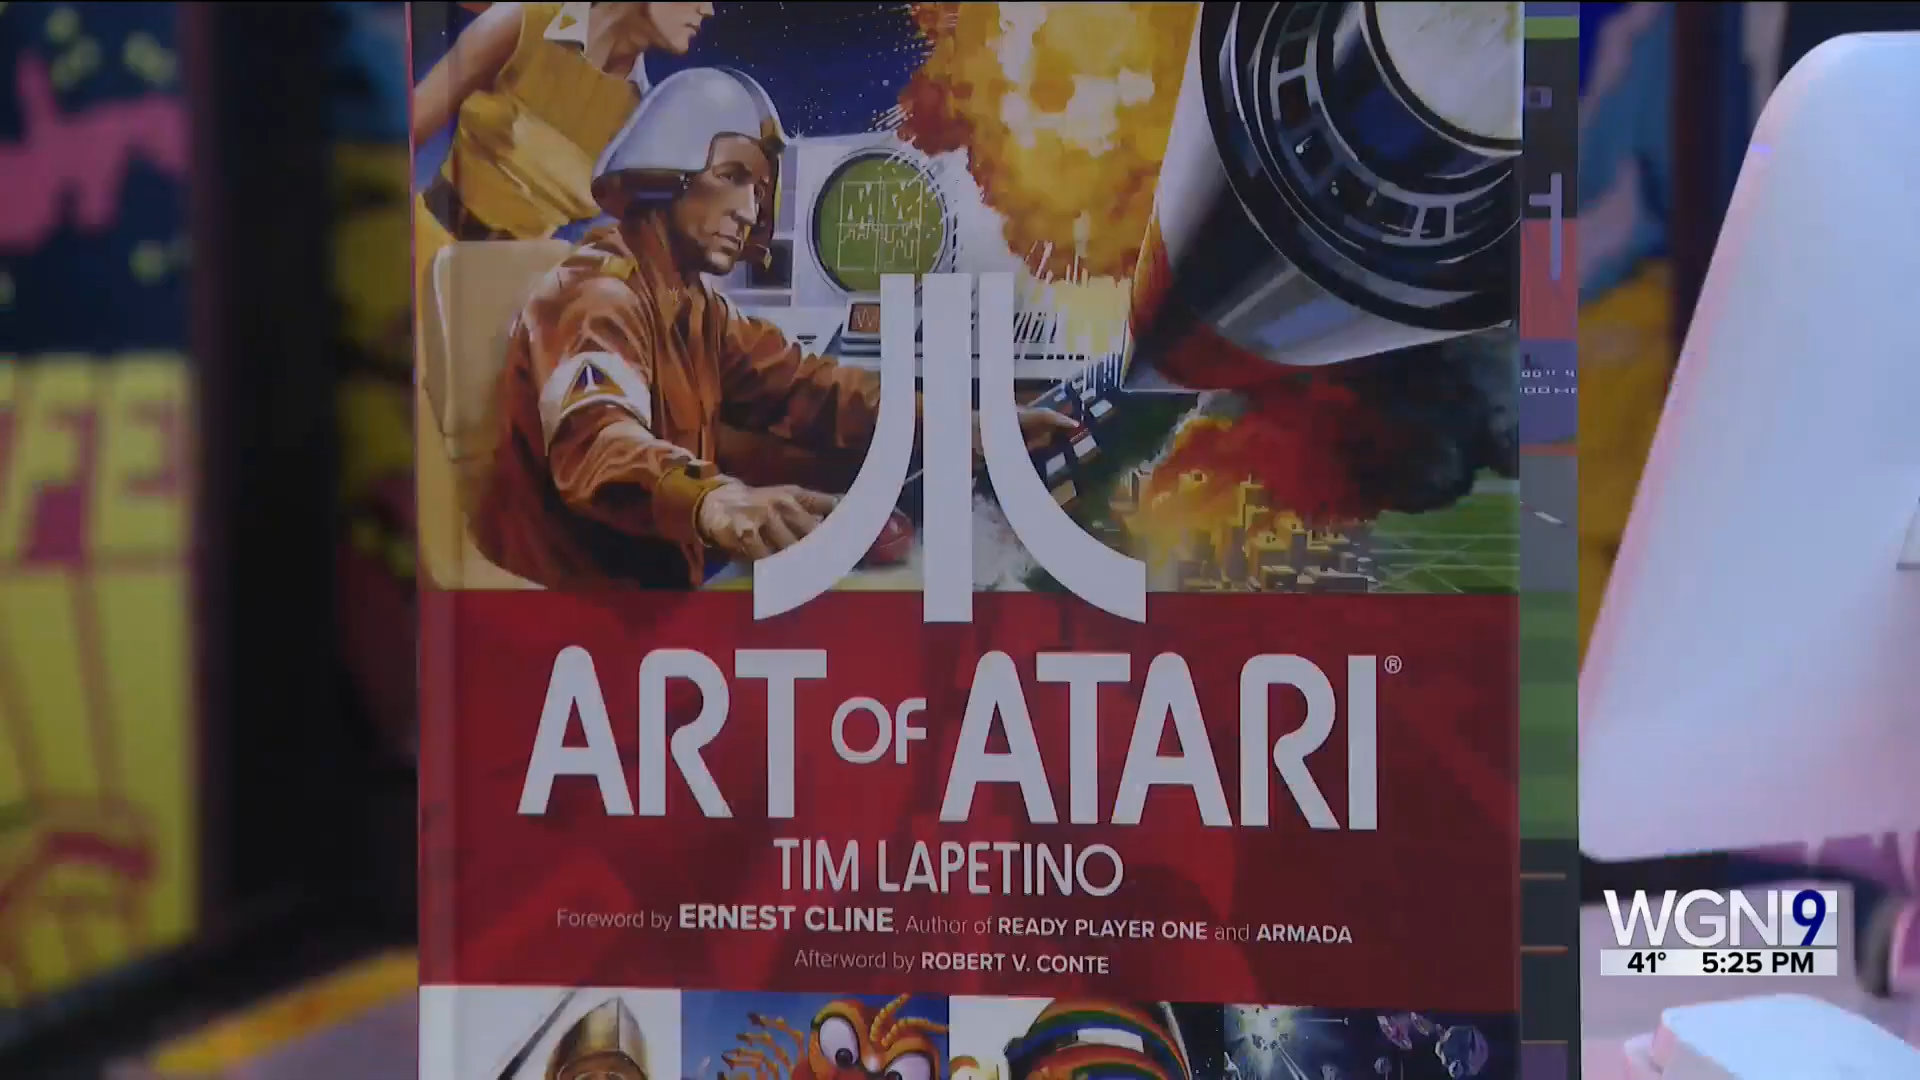 ART OF ATARI®
TIM LAPETINO
Foreword by ERNEST CLINE, Author of READY PLAYER ONE and ARMADA
Afterword by ROBERT V. CONTE
WGN9
41° 5:25 PM